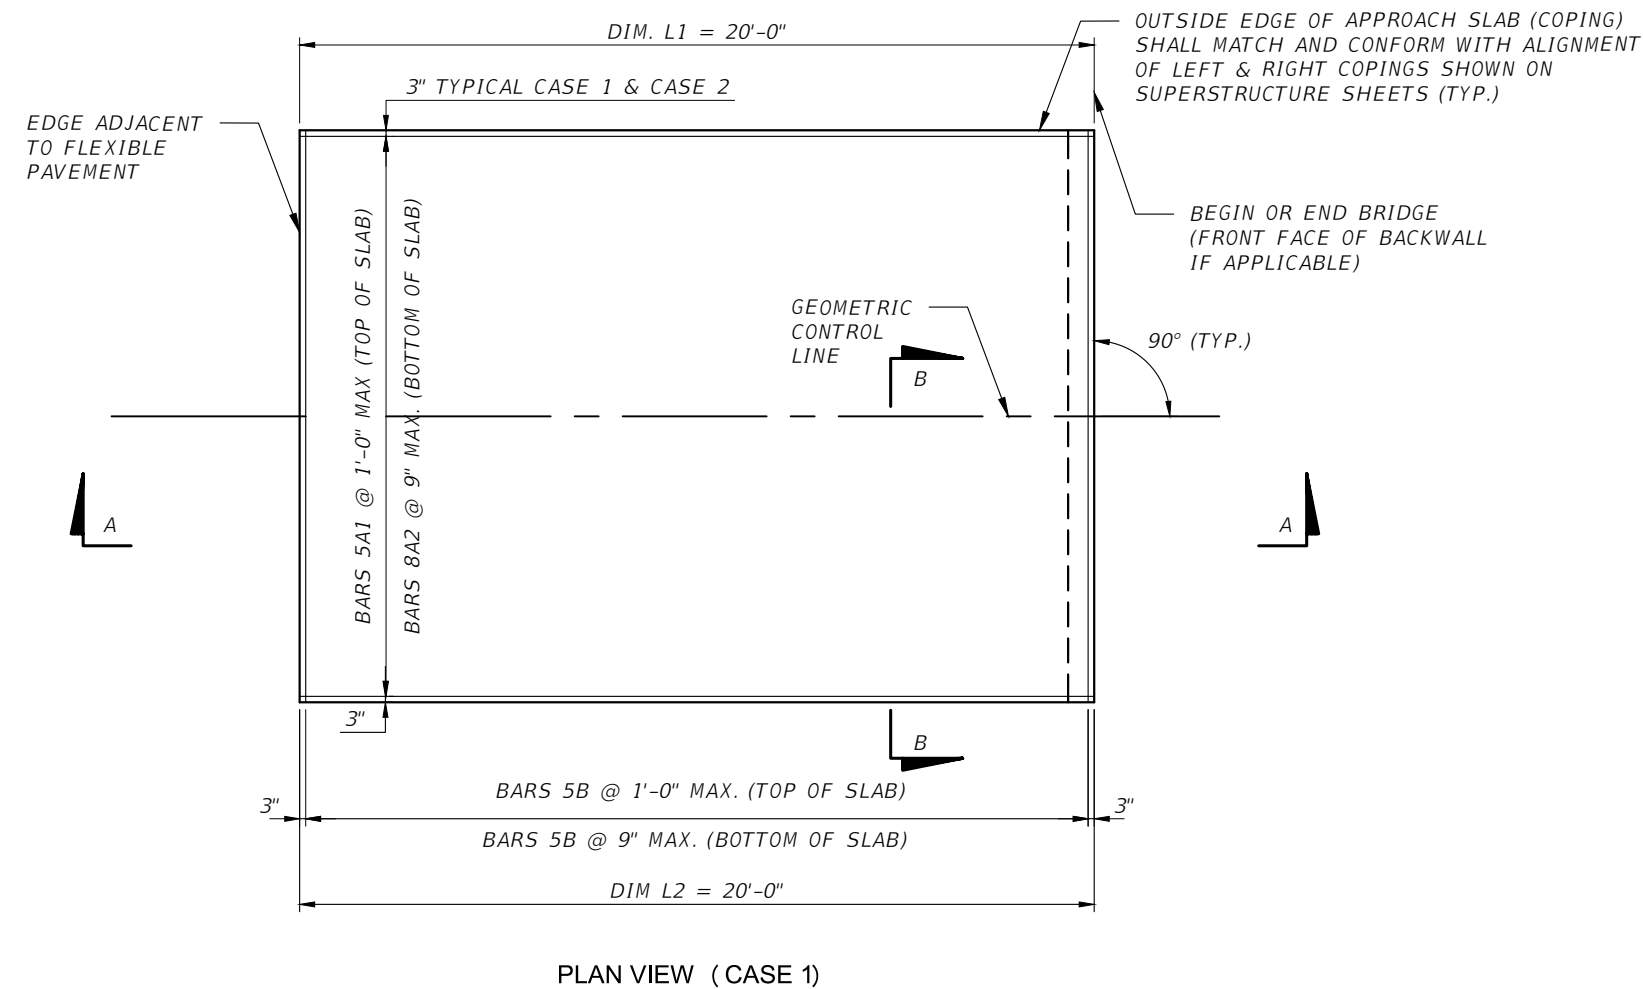 DIM. L1 = 20'-0"
OUTSIDE EDGE OF APPROACH SLAB (COPING)
SHALL MATCH AND CONFORM WITH ALIGNMENT
OF LEFT & RIGHT COPINGS SHOWN ON
SUPERSTRUCTURE SHEETS (TYP.)
3" TYPICAL CASE 1 & CASE 2
EDGE ADJACENT
TO FLEXIBLE
PAVEMENT
BEGIN OR END BRIDGE
(FRONT FACE OF BACKWALL
IF APPLICABLE)
BARS 5A1 @ 1'-0" MAX (TOP OF SLAB)
BARS 8A2 @ 9" MAX. (BOTTOM OF SLAB)
GEOMETRIC
CONTROL
LINE
90° (TYP.)
B
A
A
3"
B
BARS 5B @ 1'-0" MAX. (TOP OF SLAB)
3"
3"
BARS 5B @ 9" MAX. (BOTTOM OF SLAB)
DIM L2 = 20'-0"
PLAN VIEW (CASE 1)